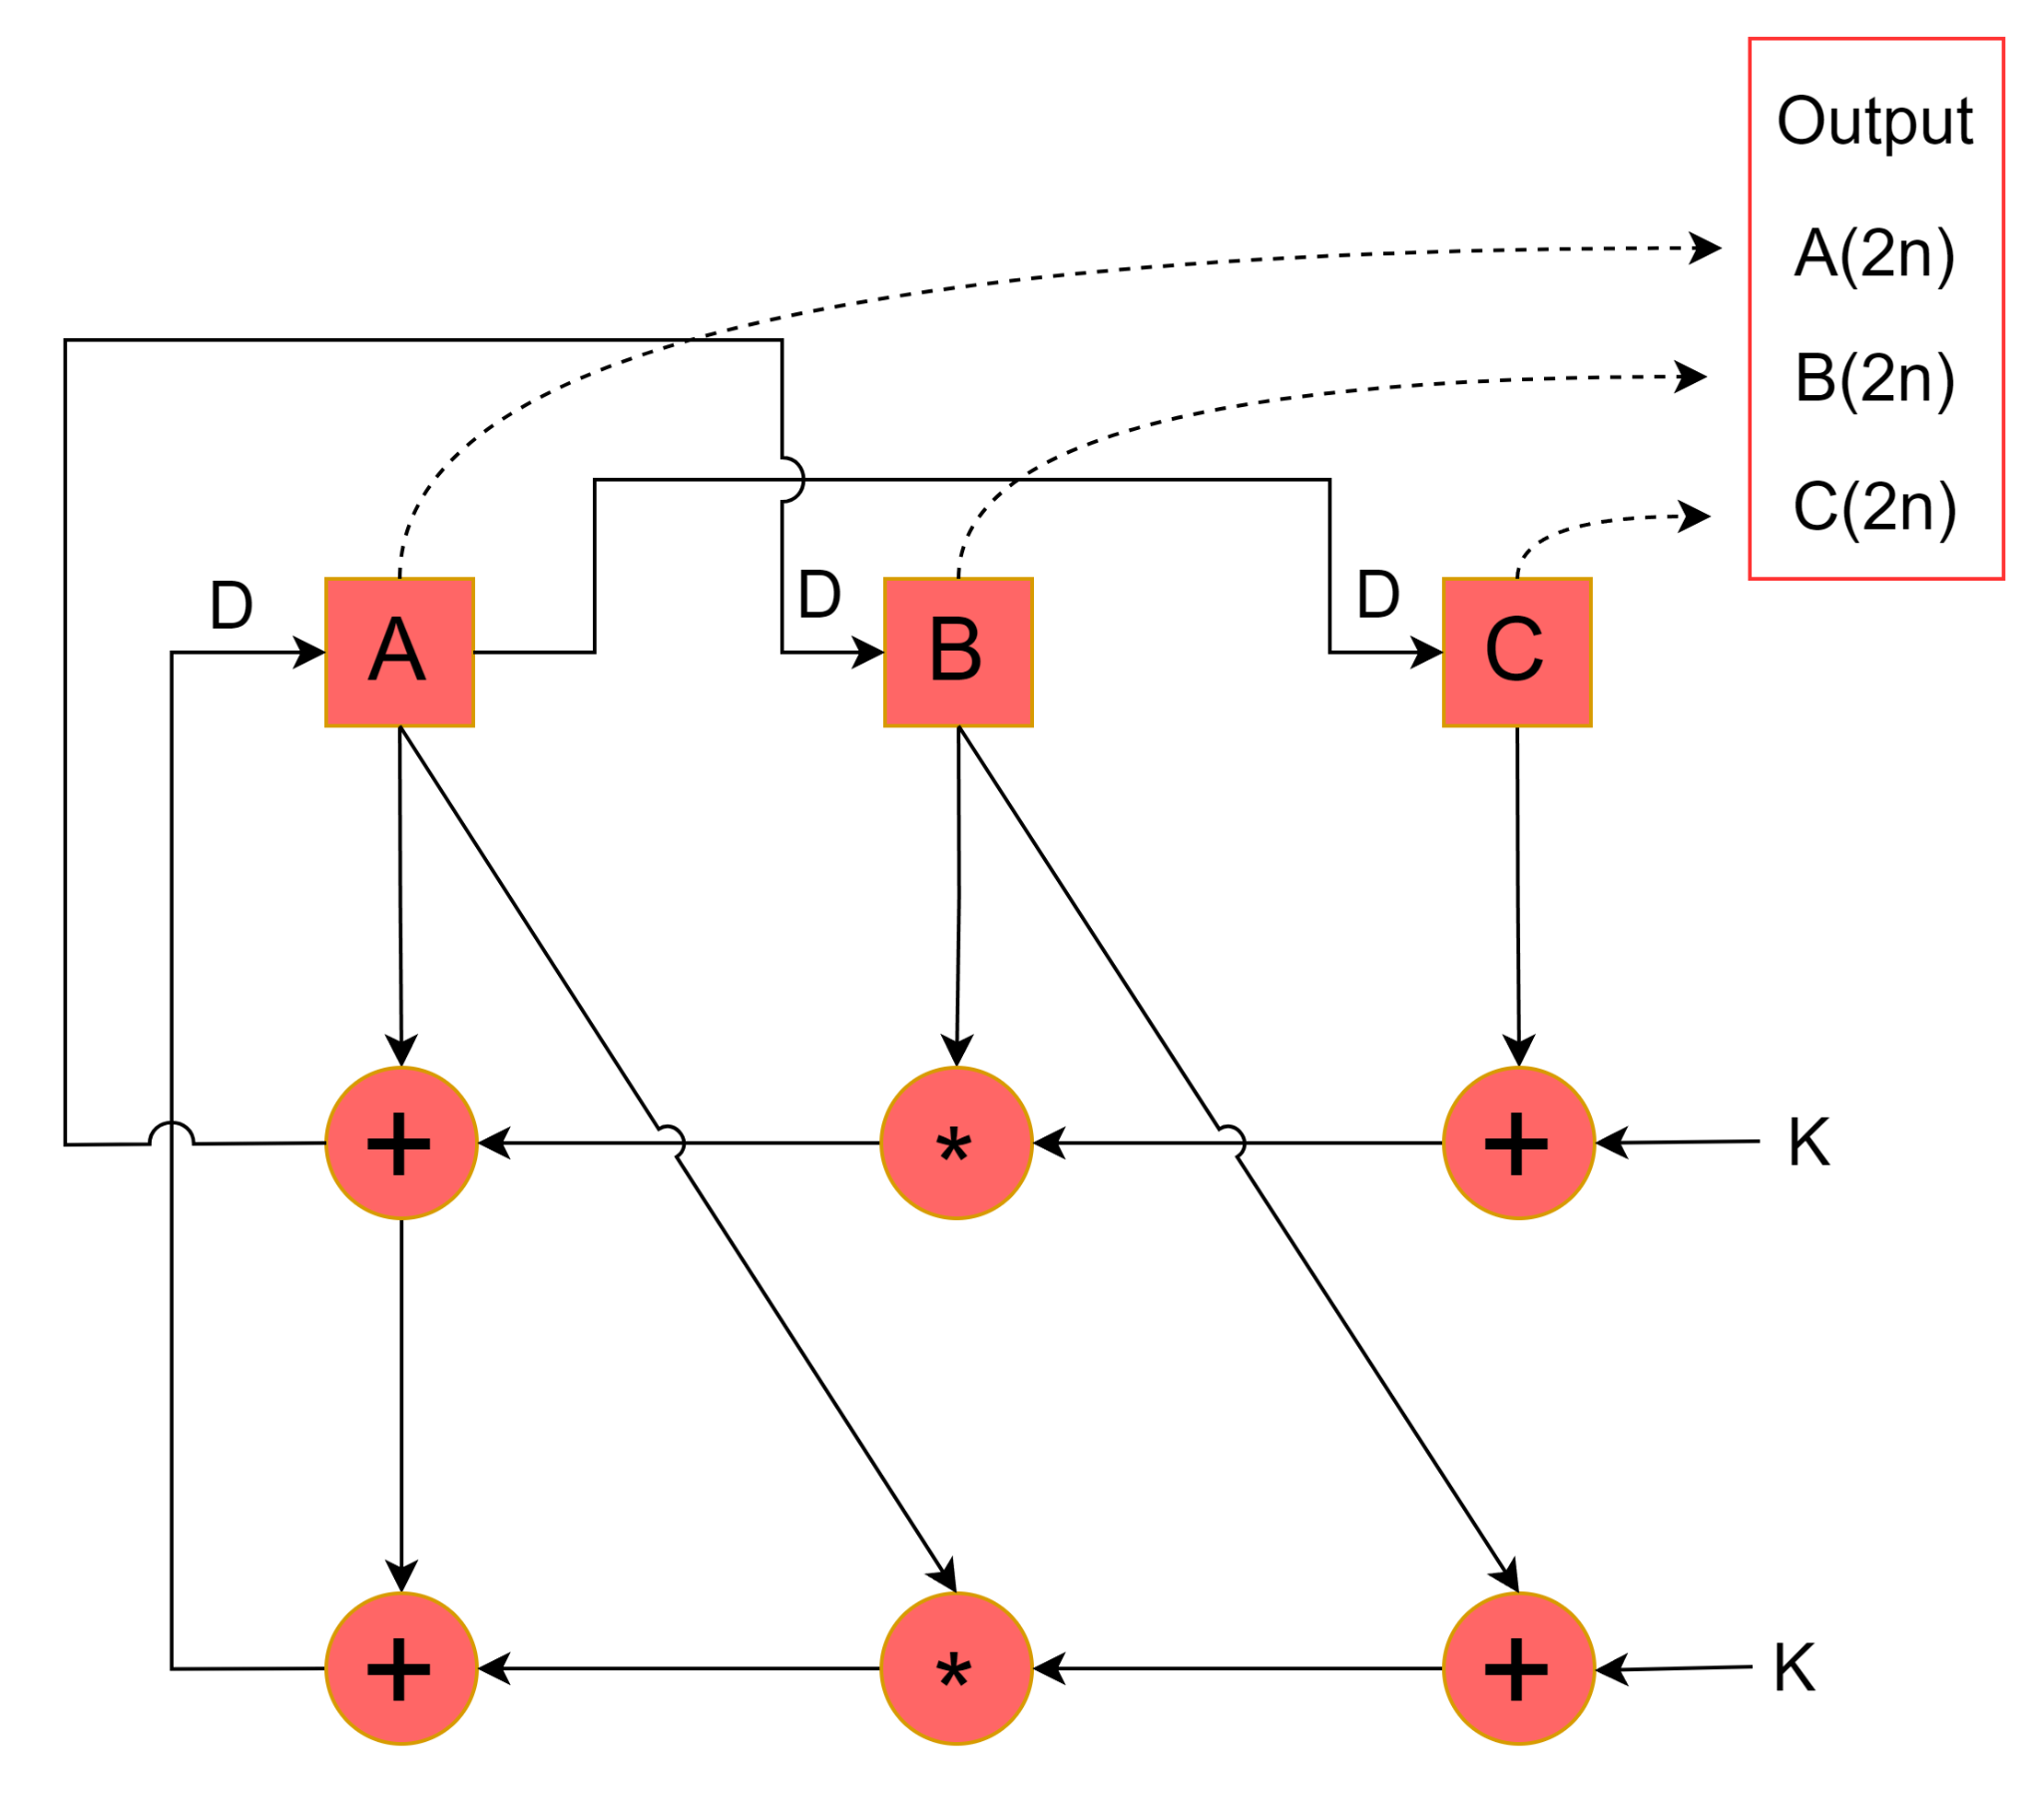 Output
A(2n)
B(2n)
C(2n)
D
D
D
A
B
C
+
*
+
K
+
*
+
K